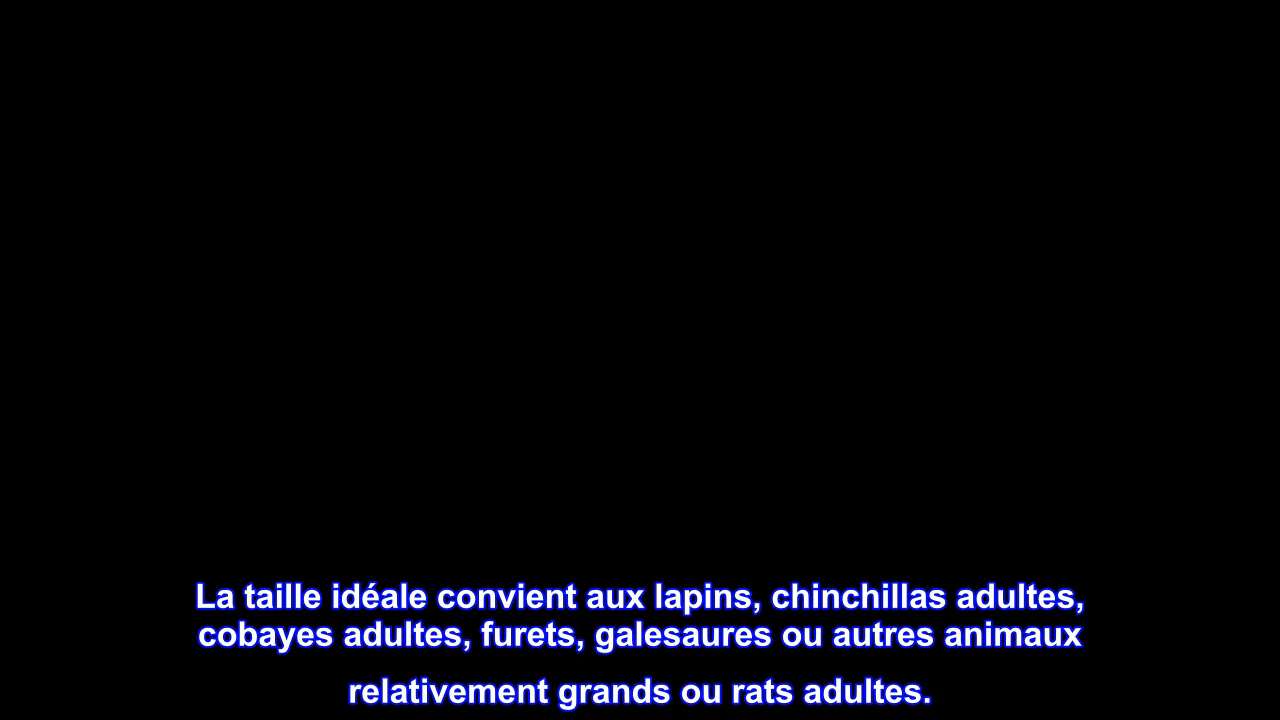 La taille idéale convient aux lapins, chinchillas adultes,
cobayes adultes, furets, galesaures ou autres animaux
relativement grands ou rats adultes.